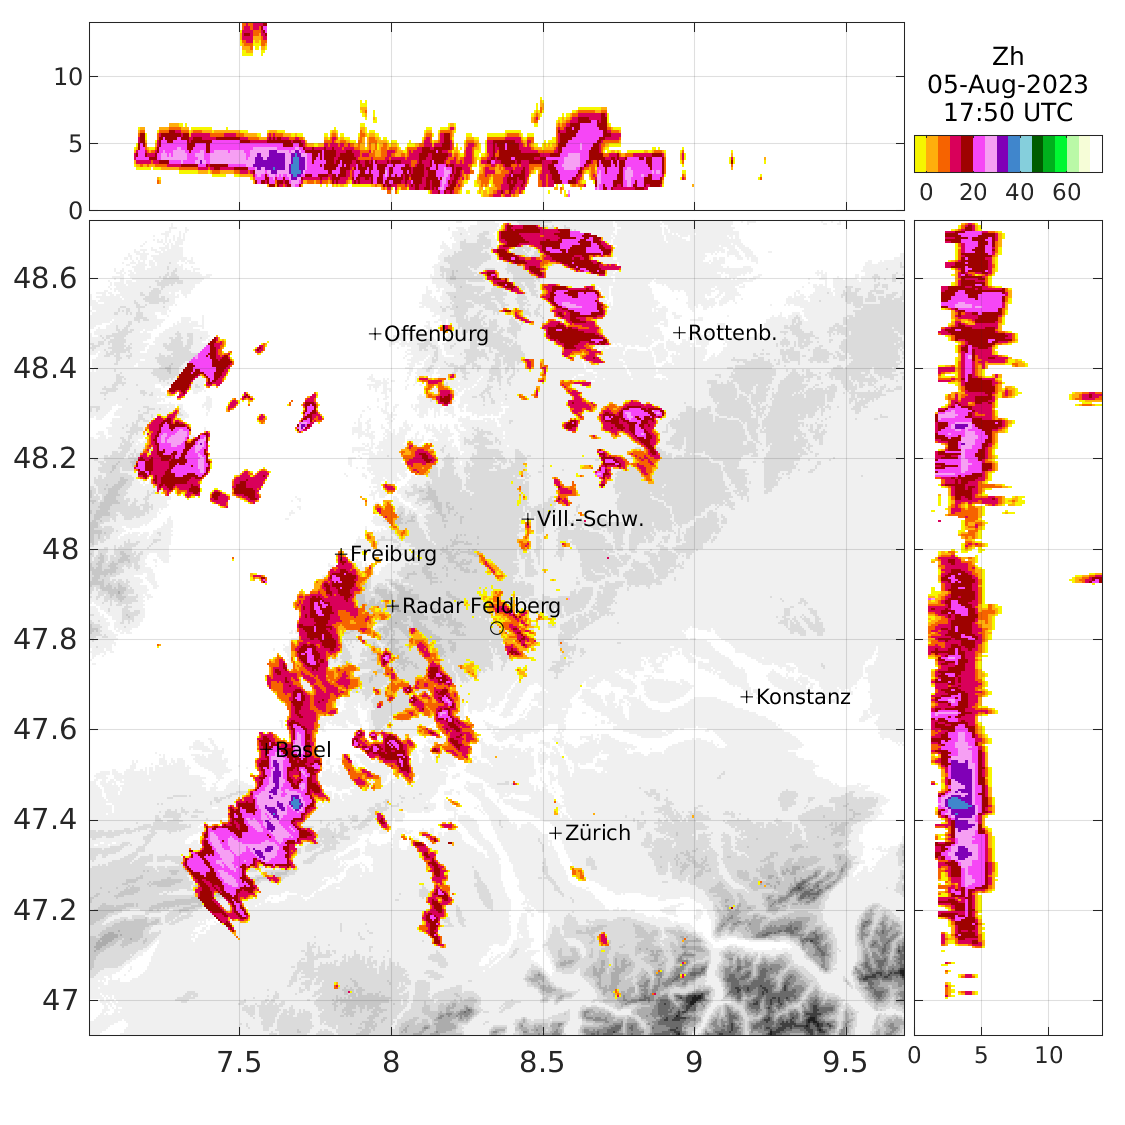 10
5
0
Zh
05-Aug-2023
17:50 UTC
0 20 40 60
48.6
48.4
48.2
48
47.8
47.6
47.4
47.2
47
+Offenburg
+Rottenb.
+Vill.-Schw.
+Freiburg
+Radar Feldberg
+Konstanz
+Basel
+Zürich
7.5 8 8.5 9 9.5
0 5 10